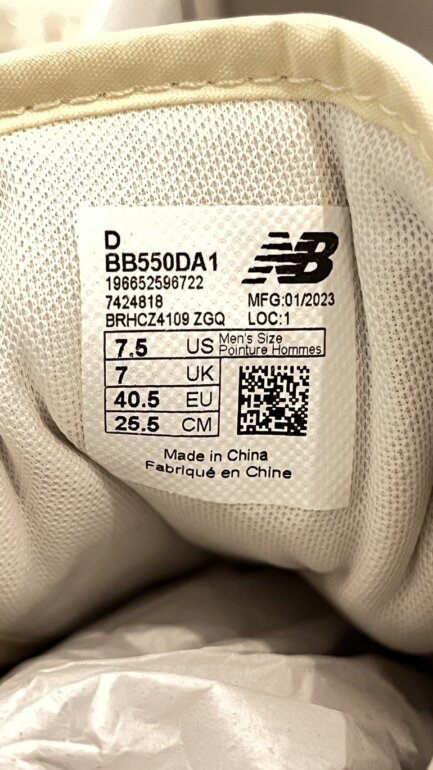 D
BB550DA1
196652596722
7424818 MFG:01/2023
BRHCZ4109 ZGQ LOC:1
NB
7.5 US Men's Size
Pointure Hommes
7 UK
40.5 EU
25.5 CM
Made in China
Fabriqué en Chine